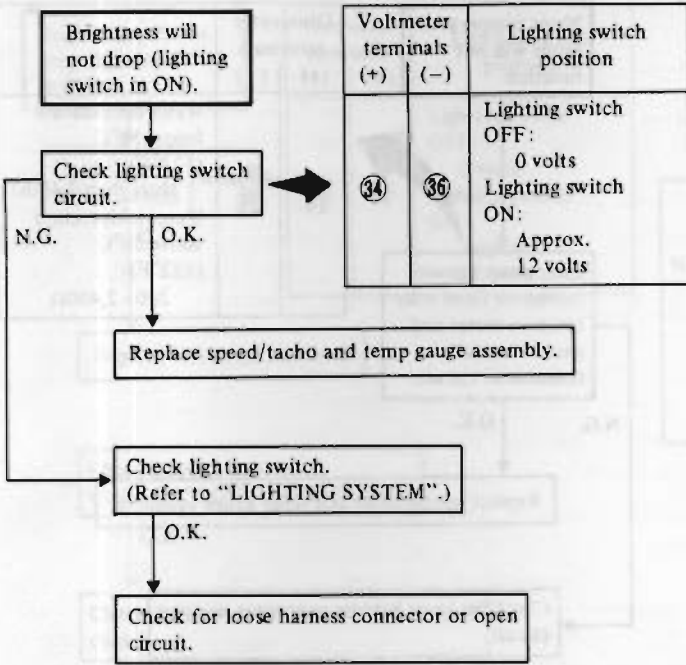 Brightness will
not drop (lighting
switch in ON).
Voltmeter
terminals
(+) (−)
Lighting switch
position
Check lighting switch
circuit.
34 36
Lighting switch
OFF:
0 volts
Lighting switch
ON:
Approx.
12 volts
N.G. O.K.
Replace speed/tacho and temp gauge assembly.
Check lighting switch.
(Refer to “LIGHTING SYSTEM”.)
O.K.
Check for loose harness connector or open
circuit.